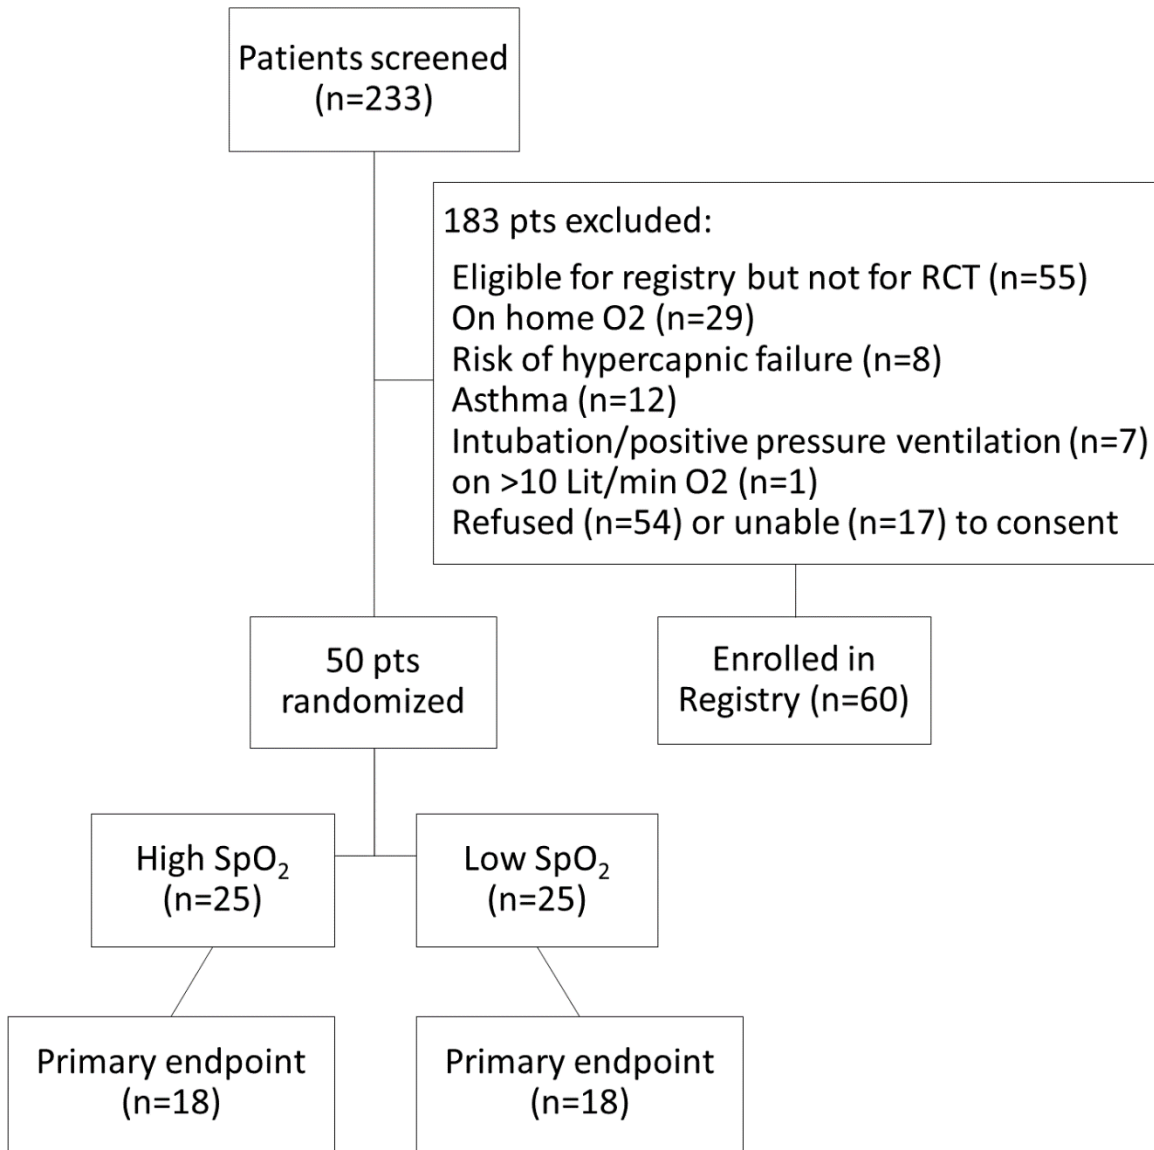 Patients screened
(n=233)
183 pts excluded:
Eligible for registry but not for RCT (n=55)
On home O2 (n=29)
Risk of hypercapnic failure (n=8)
Asthma (n=12)
Intubation/positive pressure ventilation (n=7)
on >10 Lit/min O2 (n=1)
Refused (n=54) or unable (n=17) to consent
50 pts
randomized
Enrolled in
Registry (n=60)
High SpO₂
(n=25)
Low SpO₂
(n=25)
Primary endpoint
(n=18)
Primary endpoint
(n=18)